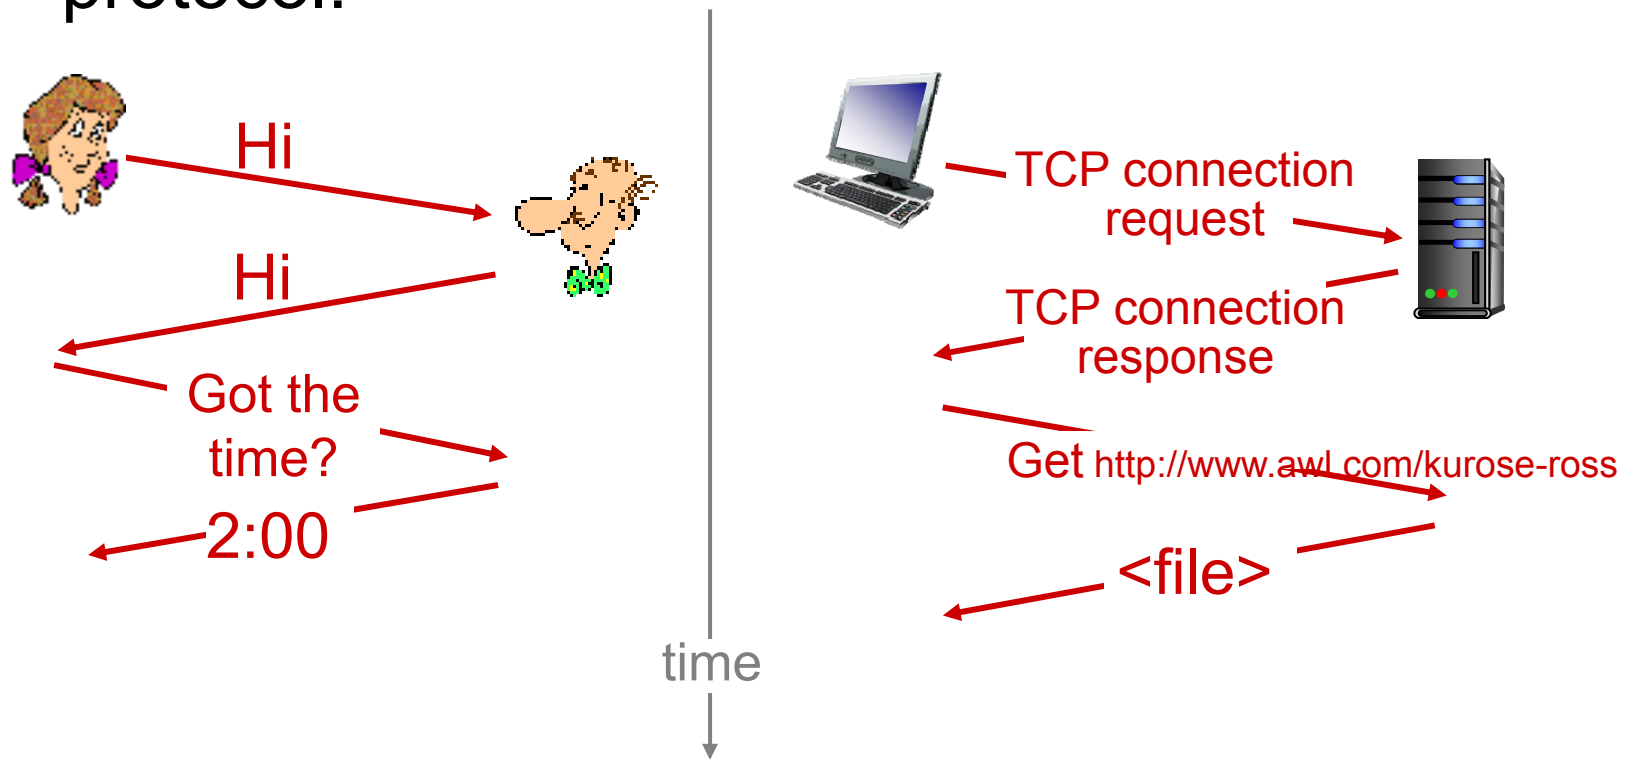 protocol:
Hi
Hi
Got the
time?
2:00
TCP connection
request
TCP connection
response
Get http://www.awl.com/kurose-ross
<file>
time